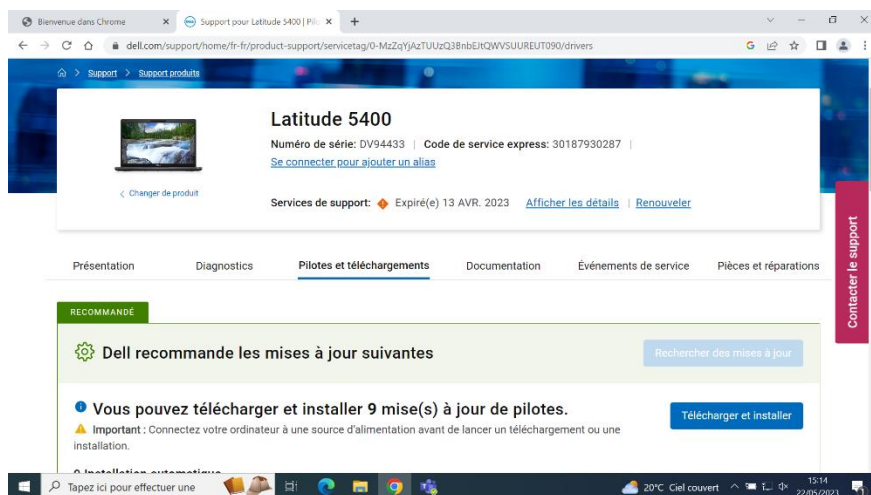 Bienvenue dans Chrome
Support pour Latitude 5400 | Pilo
dell.com/support/home/fr-fr/product-support/servicetag/0-MzZqYjAzTUUzQ3BnbEJtQWVSUUREUT090/drivers
Support > Support produits
Latitude 5400
Numéro de série: DV94433 | Code de service express: 30187930287 |
Se connecter pour ajouter un alias
< Changer de produit
Services de support: Expiré(e) 13 AVR. 2023 Afficher les détails | Renouveler
Contacter le support
Présentation Diagnostics Pilotes et téléchargements Documentation Événements de service Pièces et réparations
RECOMMANDÉ
Dell recommande les mises à jour suivantes
Rechercher des mises à jour
Vous pouvez télécharger et installer 9 mise(s) à jour de pilotes.
Télécharger et installer
Important : Connectez votre ordinateur à une source d'alimentation avant de lancer un téléchargement ou une
installation.
9 Installation automatique
Tapez ici pour effectuer une
20°C Ciel couvert
15:14
22/05/2023